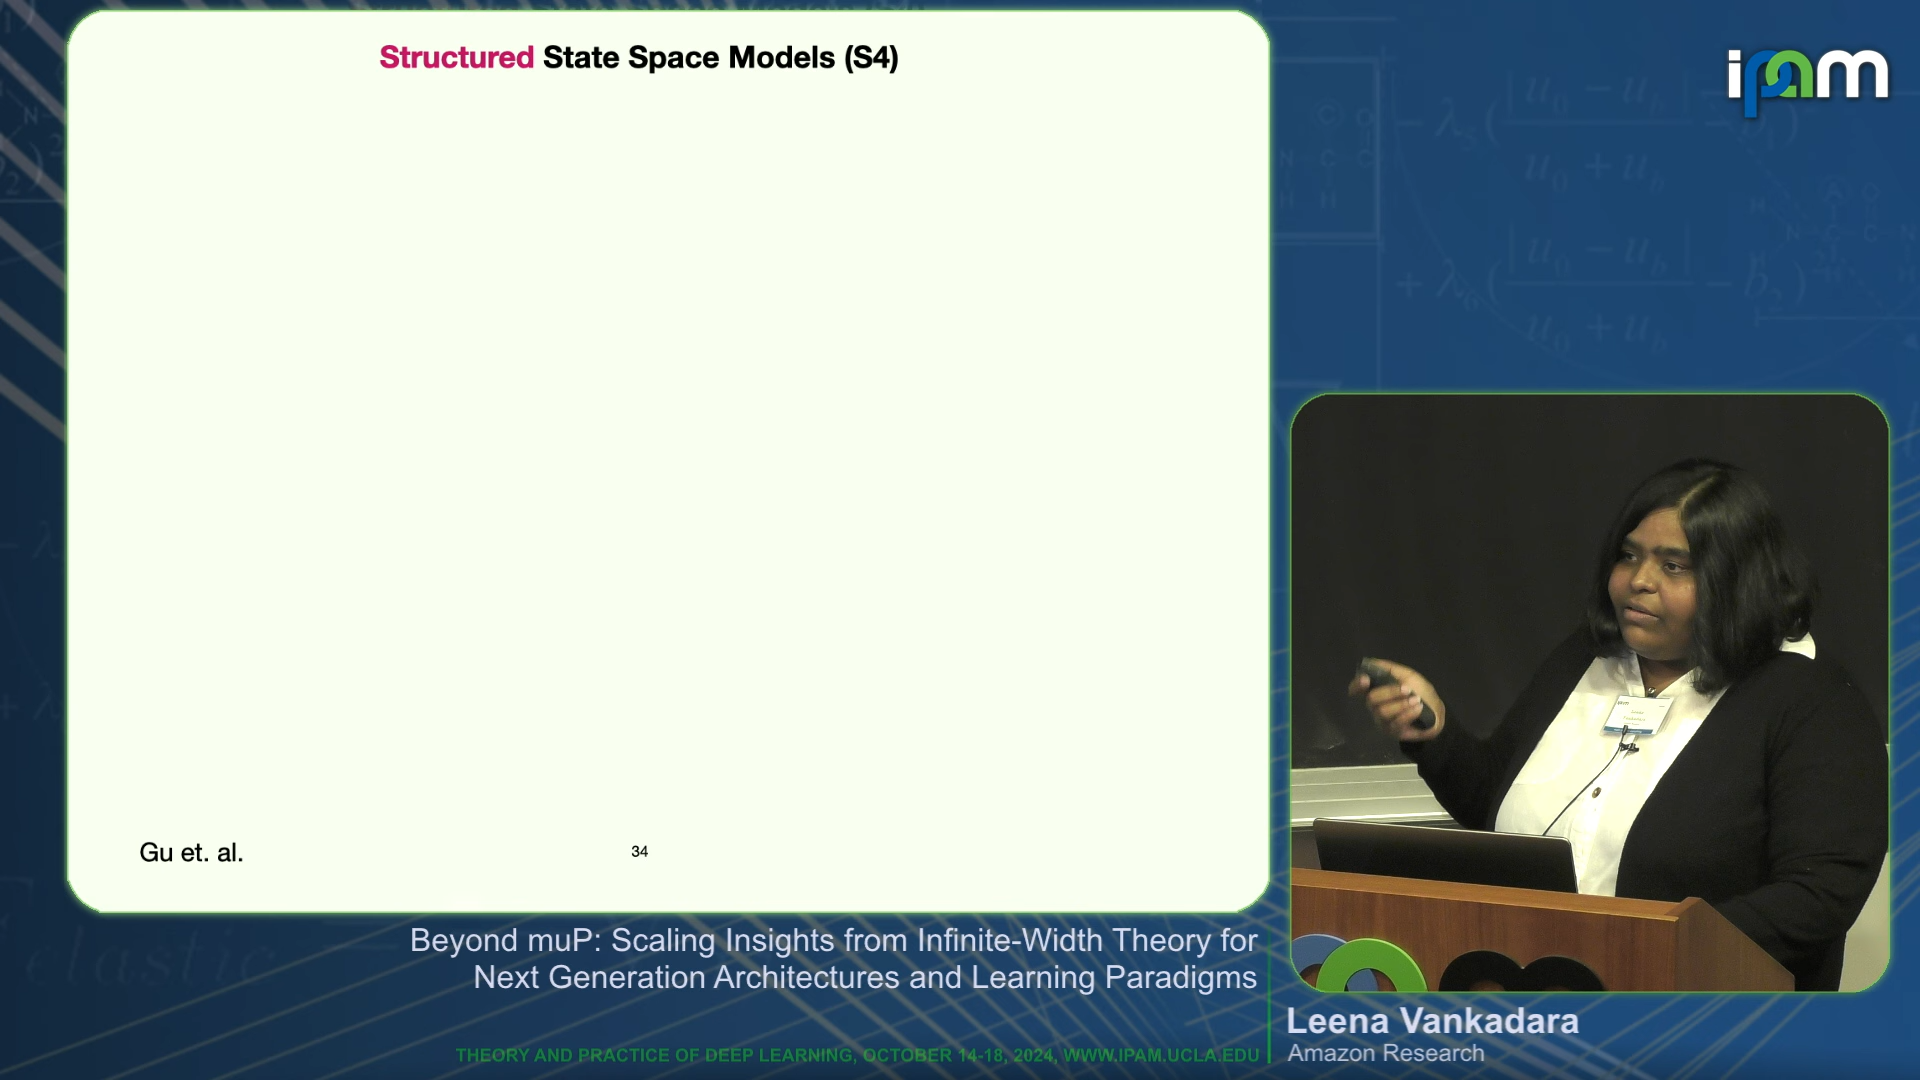 Structured State Space Models (S4)
ipam
Gu et. al.
34
Beyond muP: Scaling Insights from Infinite-Width Theory for
Next Generation Architectures and Learning Paradigms
Leena Vankadara
Amazon Research
THEORY AND PRACTICE OF DEEP LEARNING, OCTOBER 14-18, 2024, WWW.IPAM.UCLA.EDU